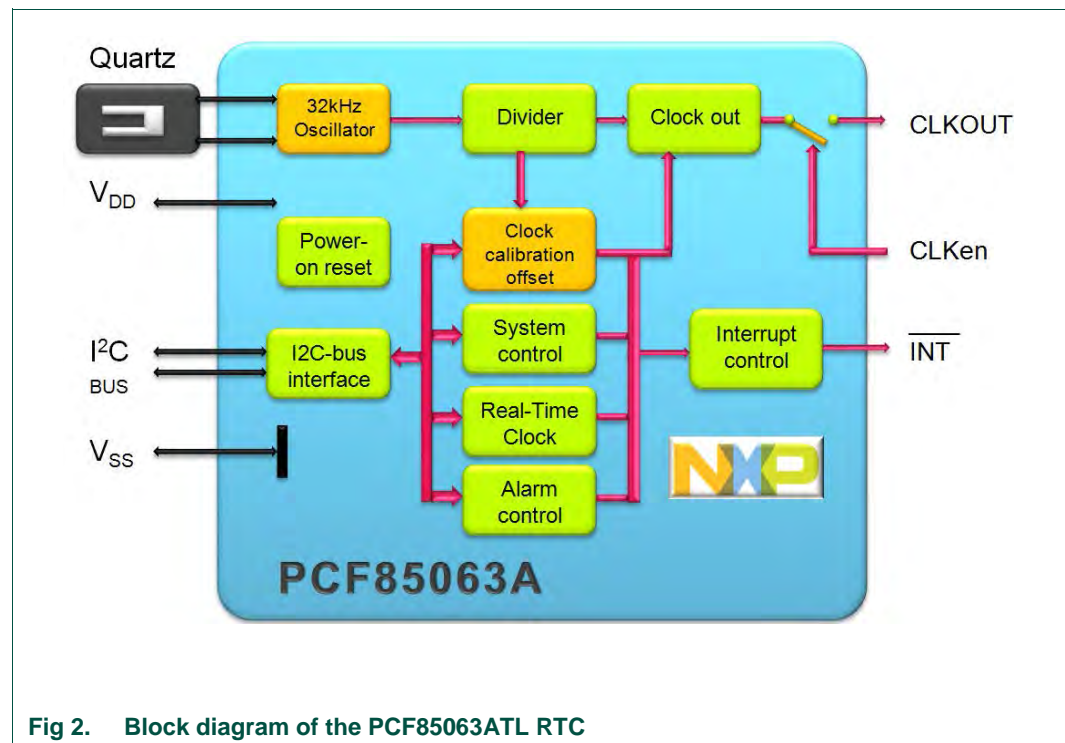 Quartz
32kHz
Oscillator
Divider
Clock out
CLKOUT
VDD
Power-
on reset
Clock
calibration
offset
CLKen
I²C
BUS
I2C-bus
interface
System
control
Interrupt
control
INT
Real-Time
Clock
VSS
NXP
Alarm
control
PCF85063A
Fig 2. Block diagram of the PCF85063ATL RTC